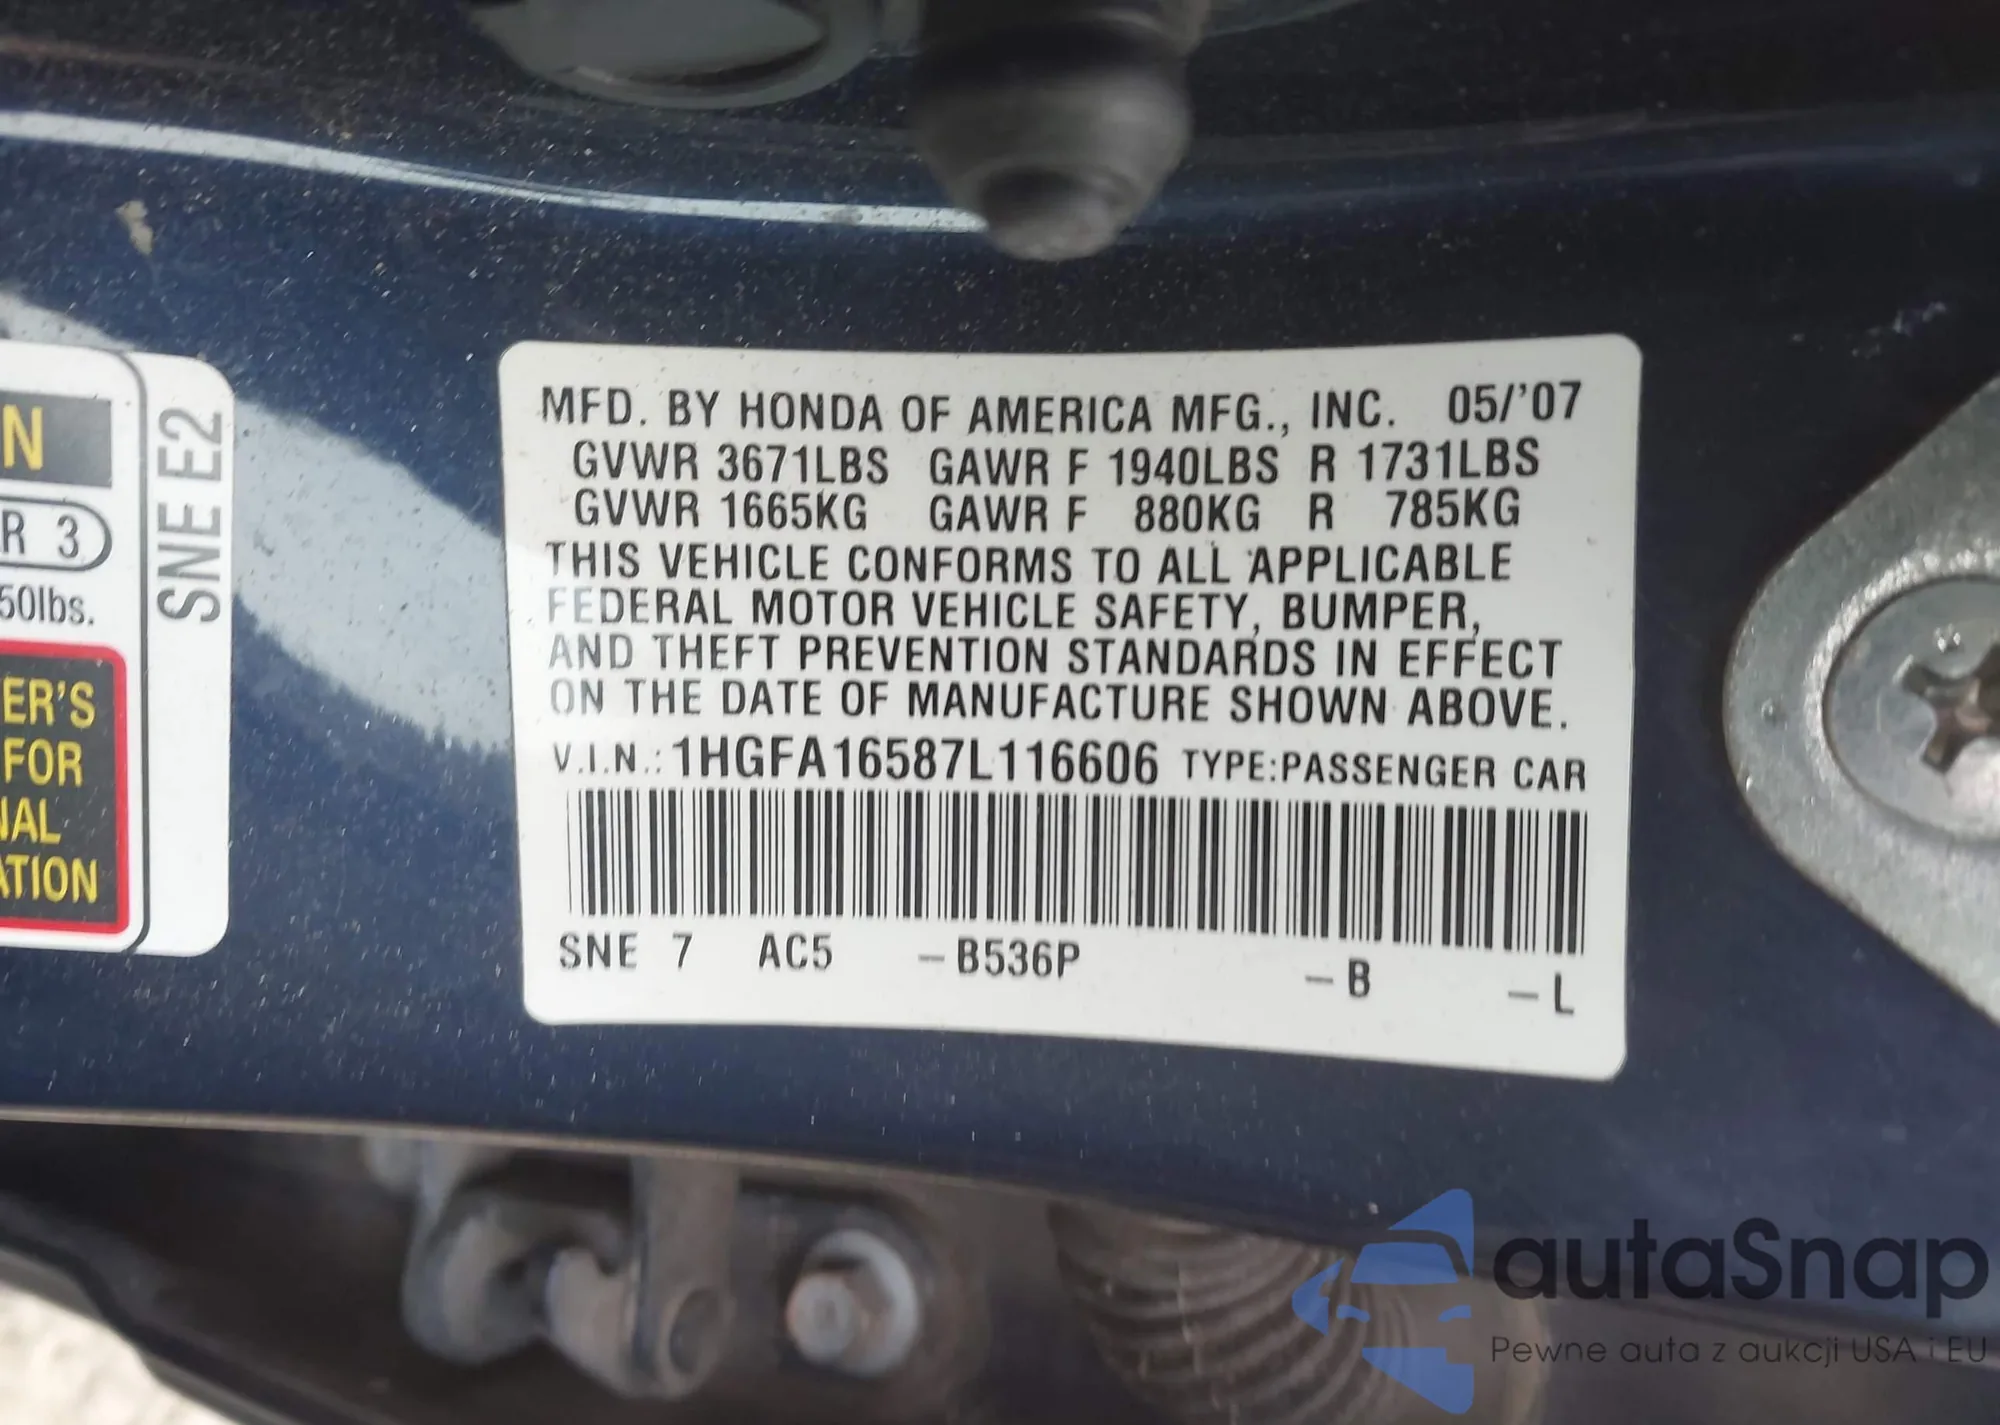 N
R 3
50lbs.
ER'S
FOR
NAL
ATION
SNE E2
MFD. BY HONDA OF AMERICA MFG., INC. 05/'07
GVWR 3671LBS GAWR F 1940LBS R 1731LBS
GVWR 1665KG GAWR F 880KG R 785KG
THIS VEHICLE CONFORMS TO ALL APPLICABLE
FEDERAL MOTOR VEHICLE SAFETY, BUMPER,
AND THEFT PREVENTION STANDARDS IN EFFECT
ON THE DATE OF MANUFACTURE SHOWN ABOVE.
V.I.N.: 1HGFA16587L116606 TYPE:PASSENGER CAR
SNE 7 AC5 -B536P -B -L
autaSnap
Pewne auta z aukcji USA i EU